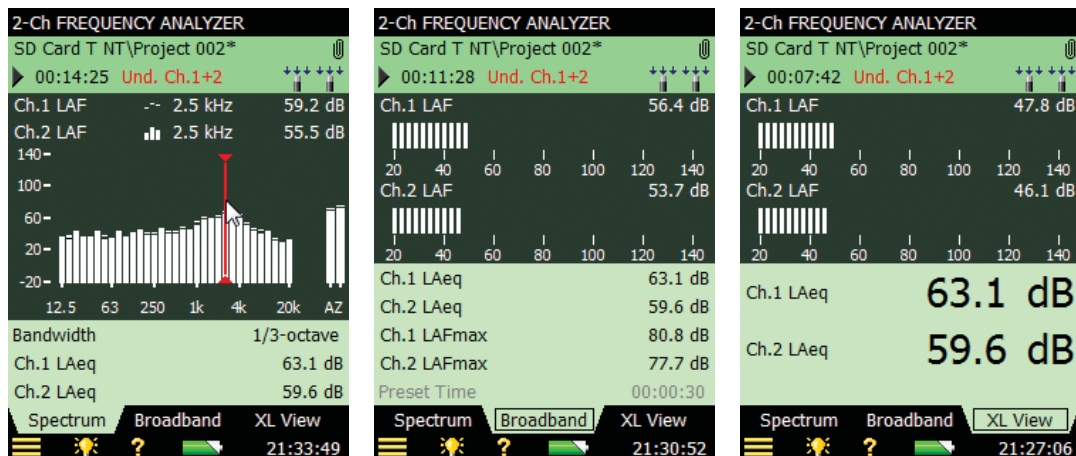 2-Ch FREQUENCY ANALYZER
SD Card T NT\Project 002*
00:14:25 Und. Ch.1+2
Ch.1 LAF 2.5 kHz 59.2 dB
Ch.2 LAF 2.5 kHz 55.5 dB
140
100
60
20
-20
12.5 63 250 1k 4k 20k AZ
Bandwidth 1/3-octave
Ch.1 LAeq 63.1 dB
Ch.2 LAeq 59.6 dB
Spectrum Broadband XL View
? 21:33:49
2-Ch FREQUENCY ANALYZER
SD Card T NT\Project 002*
00:11:28 Und. Ch.1+2
Ch.1 LAF 56.4 dB
20 40 60 80 100 120 140
Ch.2 LAF 53.7 dB
20 40 60 80 100 120 140
Ch.1 LAeq 63.1 dB
Ch.2 LAeq 59.6 dB
Ch.1 LAFmax 80.8 dB
Ch.2 LAFmax 77.7 dB
Preset Time 00:00:30
Spectrum Broadband XL View
? 21:30:52
2-Ch FREQUENCY ANALYZER
SD Card T NT\Project 002*
00:07:42 Und. Ch.1+2
Ch.1 LAF 47.8 dB
20 40 60 80 100 120 140
Ch.2 LAF 46.1 dB
20 40 60 80 100 120 140
Ch.1 LAeq 63.1 dB
Ch.2 LAeq 59.6 dB
Spectrum Broadband XL View
? 21:27:06